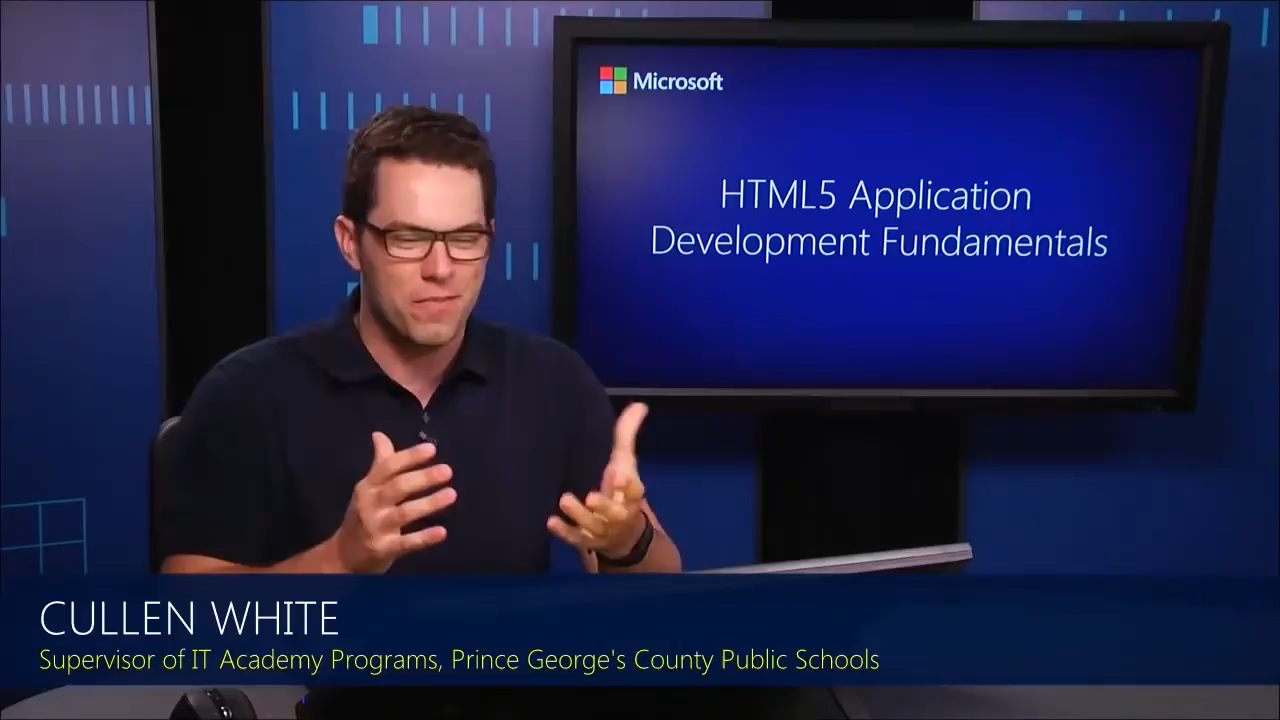 Microsoft
HTML5 Application
Development Fundamentals
CULLEN WHITE
Supervisor of IT Academy Programs, Prince George's County Public Schools